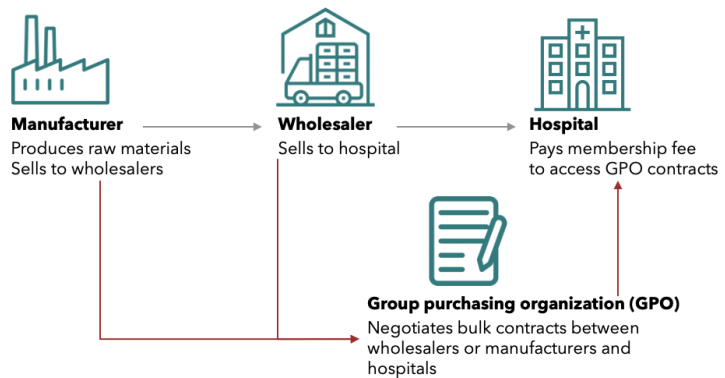 Manufacturer
Produces raw materials
Sells to wholesalers
Wholesaler
Sells to hospital
Hospital
Pays membership fee
to access GPO contracts
Group purchasing organization (GPO)
Negotiates bulk contracts between
wholesalers or manufacturers and
hospitals